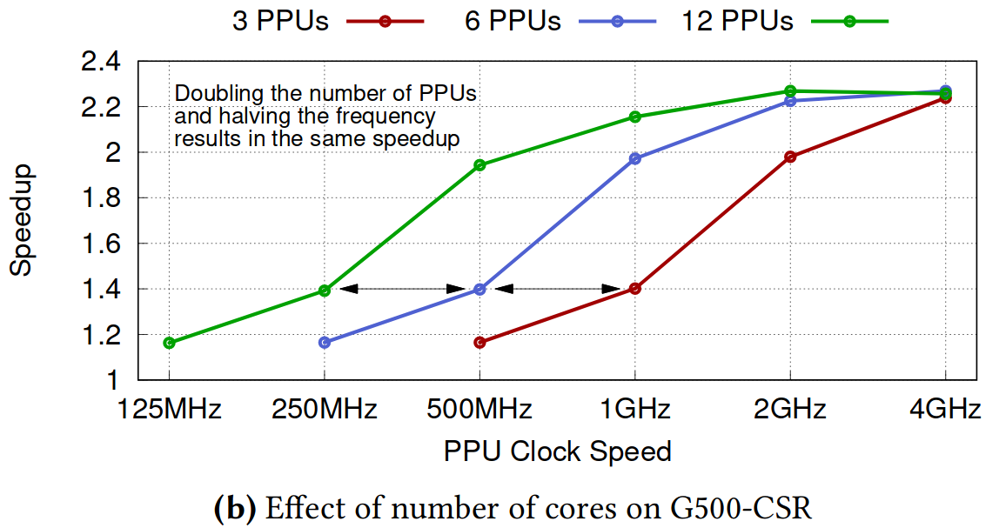 3 PPUs 6 PPUs 12 PPUs
2.4
2.2
2
1.8
1.6
1.4
1.2
1
Speedup
Doubling the number of PPUs
and halving the frequency
results in the same speedup
125MHz 250MHz 500MHz 1GHz 2GHz 4GHz
PPU Clock Speed
(b) Effect of number of cores on G500-CSR